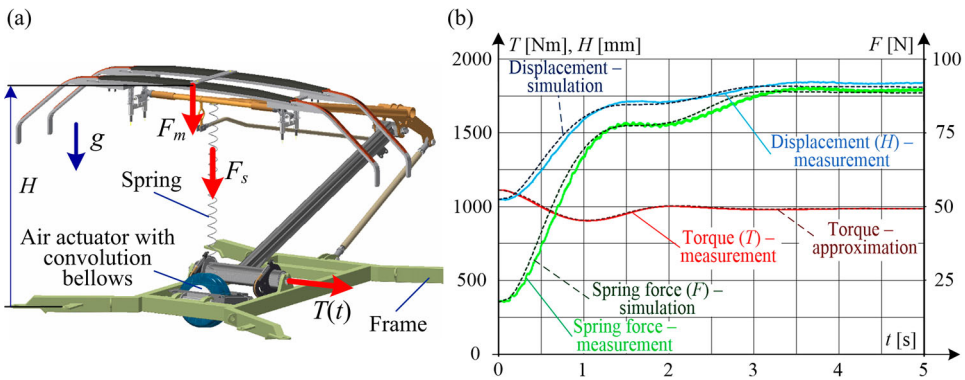 (a)
H
g
F_m
F_s
Spring
Air actuator with
convolution
bellows
T(t)
Frame
(b)
T [Nm], H [mm]
F [N]
2000
1500
1000
500
0
100
75
50
25
Displacement –
simulation
Displacement (H) –
measurement
Torque (T) –
measurement
Torque –
approximation
Spring force (F) –
simulation
Spring force –
measurement
t [s]
0
1
2
3
4
5